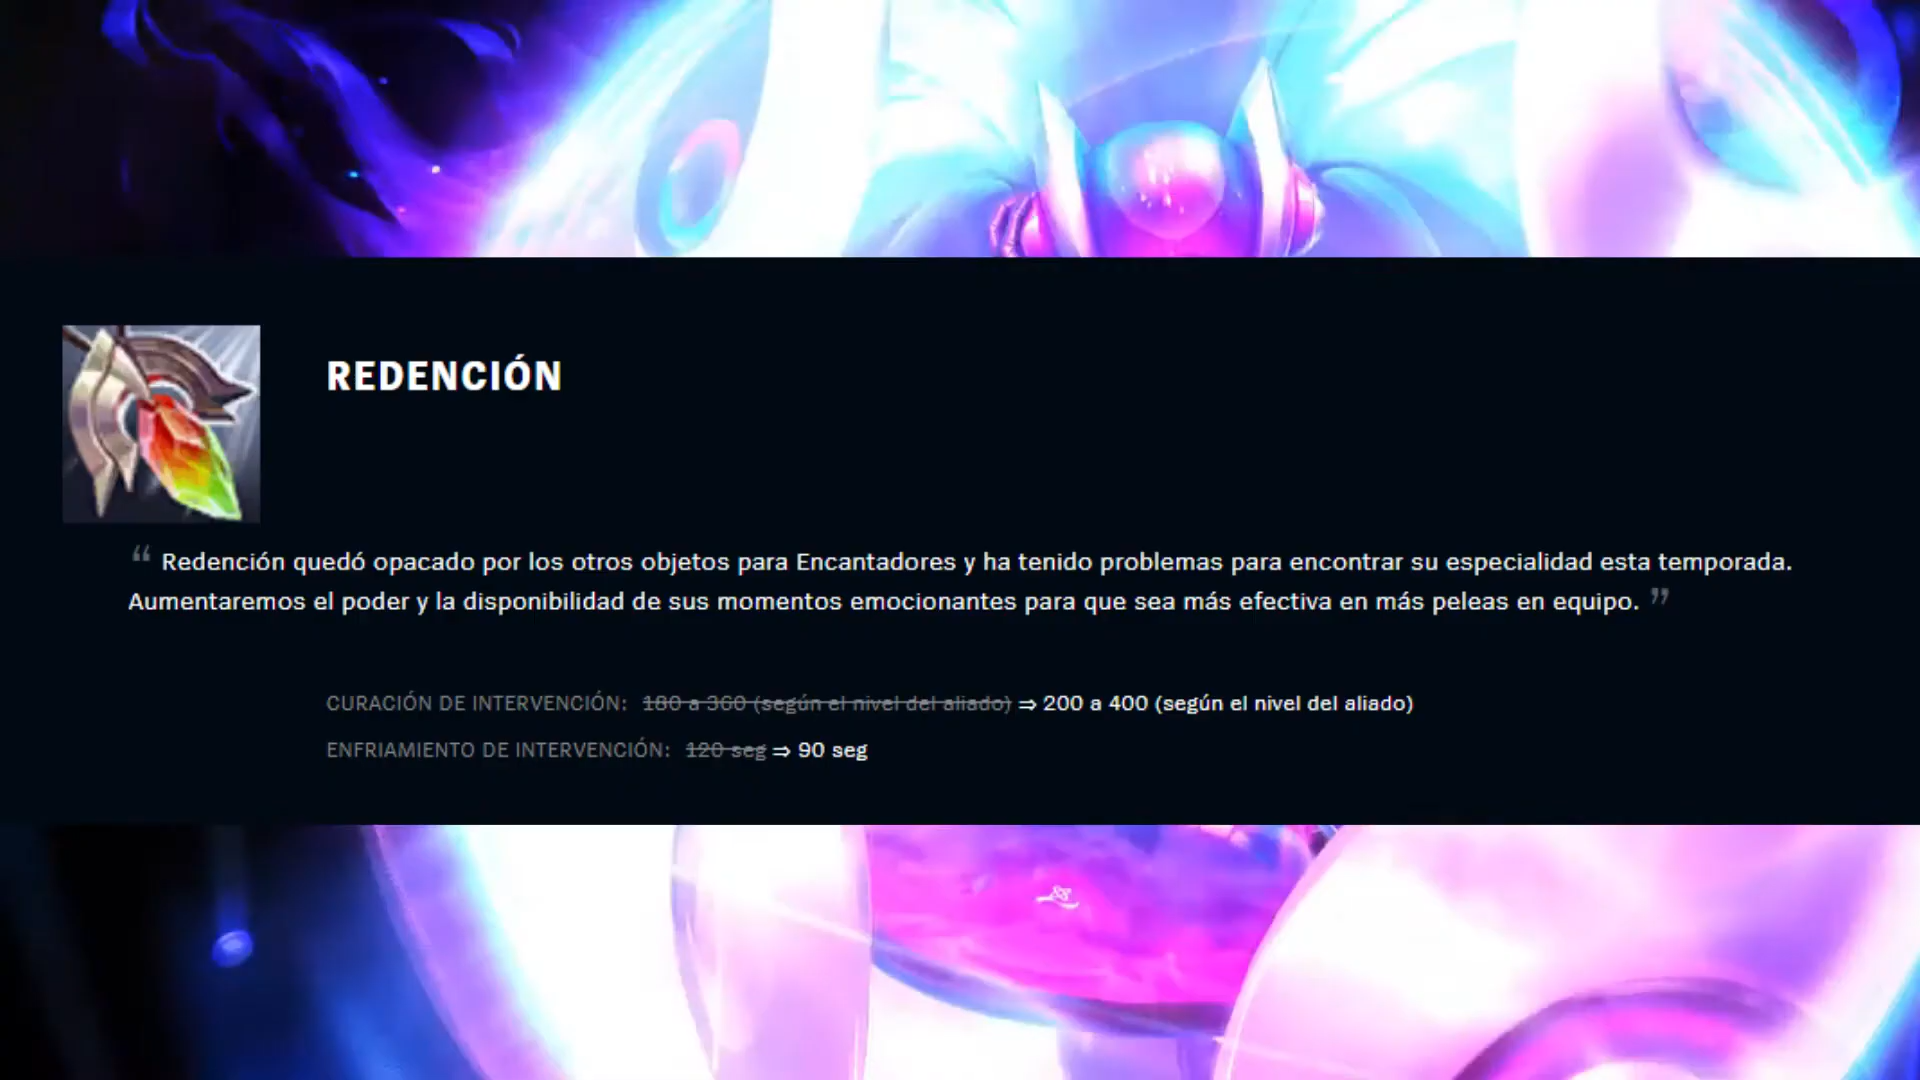 REDENCIÓN
“ Redención quedó opacado por los otros objetos para Encantadores y ha tenido problemas para encontrar su especialidad esta temporada.
Aumentaremos el poder y la disponibilidad de sus momentos emocionantes para que sea más efectiva en más peleas en equipo. ”
CURACIÓN DE INTERVENCIÓN: 180 a 360 (según el nivel del aliado) ⇒ 200 a 400 (según el nivel del aliado)
ENFRIAMIENTO DE INTERVENCIÓN: 120 seg ⇒ 90 seg